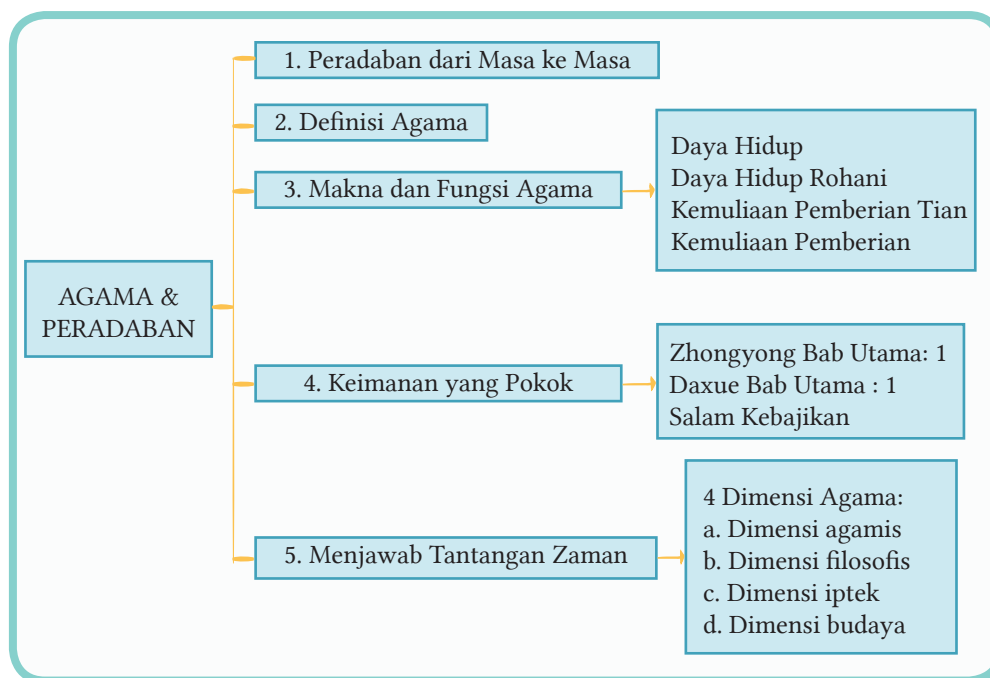 AGAMA &
PERADABAN
1. Peradaban dari Masa ke Masa
2. Definisi Agama
3. Makna dan Fungsi Agama
Daya Hidup
Daya Hidup Rohani
Kemuliaan Pemberian Tian
Kemuliaan Pemberian
4. Keimanan yang Pokok
Zhongyong Bab Utama: 1
Daxue Bab Utama : 1
Salam Kebajikan
5. Menjawab Tantangan Zaman
4 Dimensi Agama:
a. Dimensi agamis
b. Dimensi filosofis
c. Dimensi iptek
d. Dimensi budaya